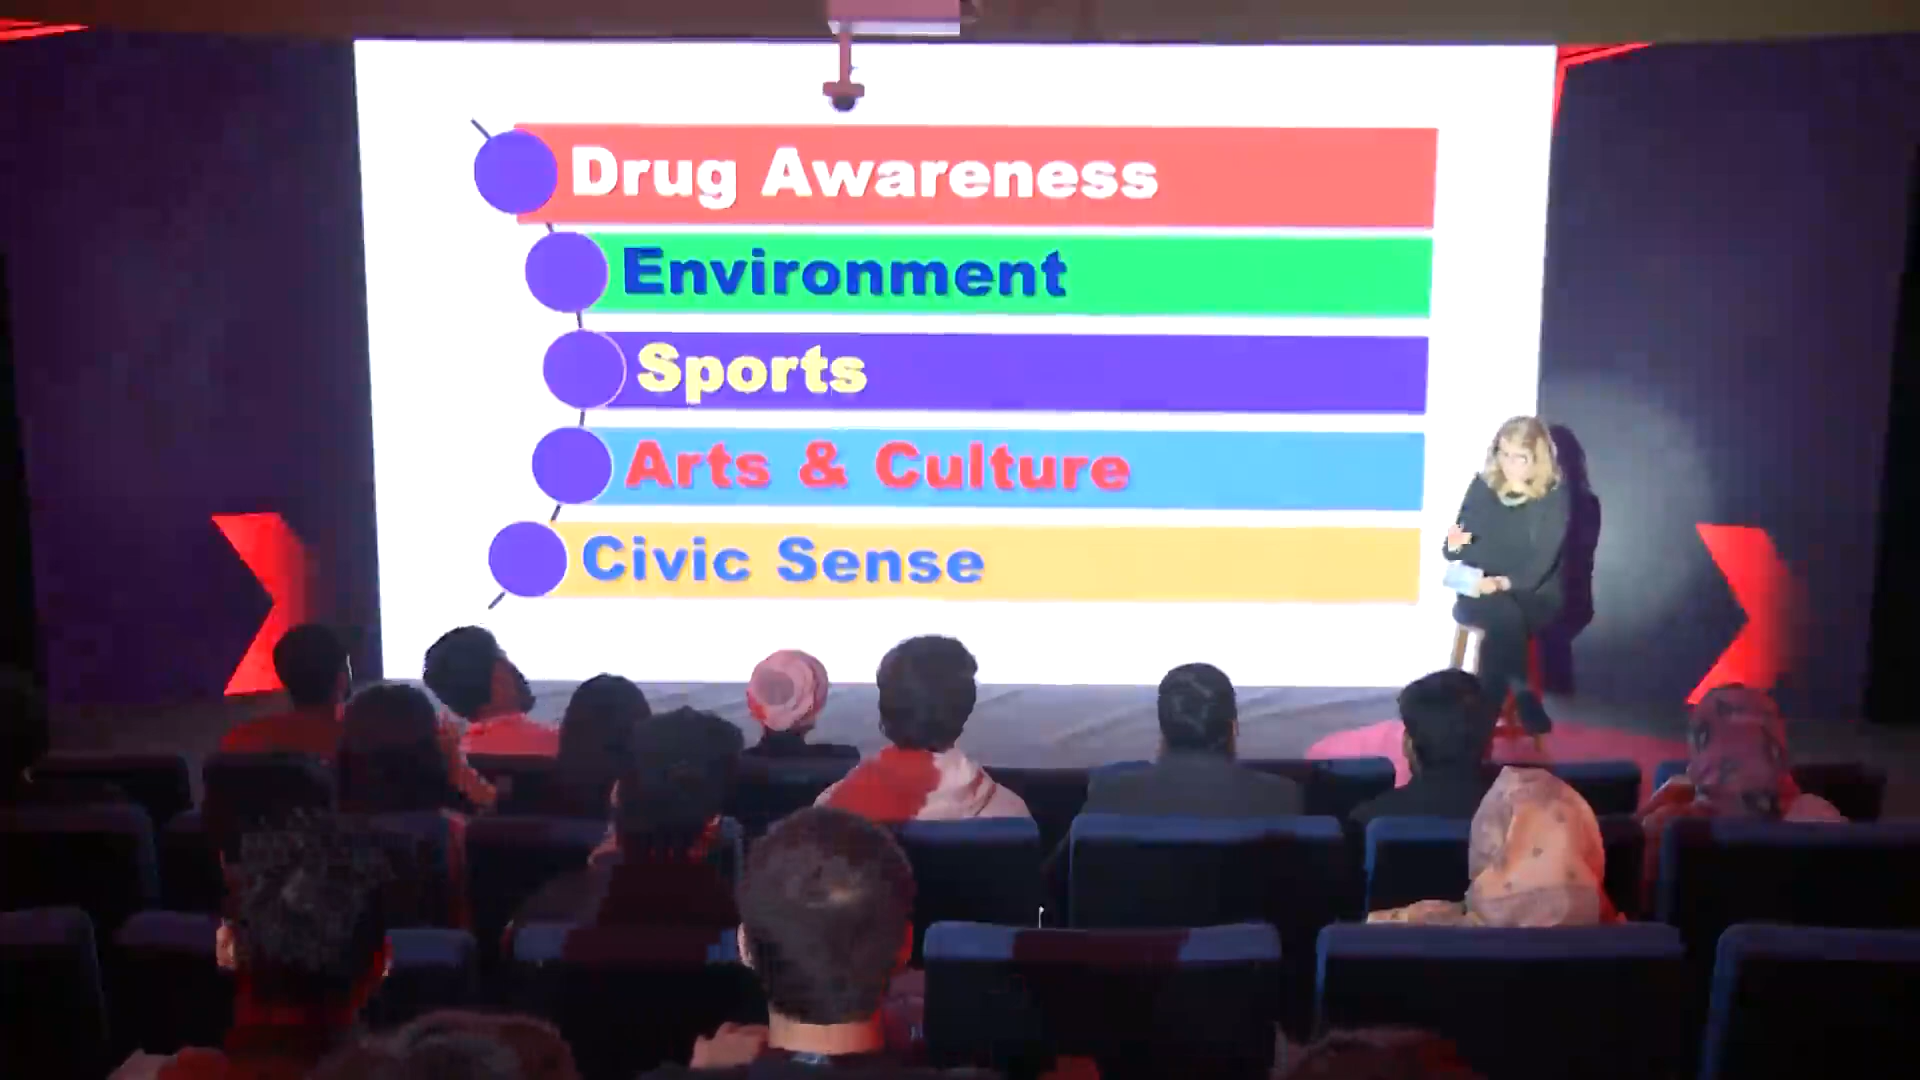 Drug Awareness
Environment
Sports
Arts & Culture
Civic Sense